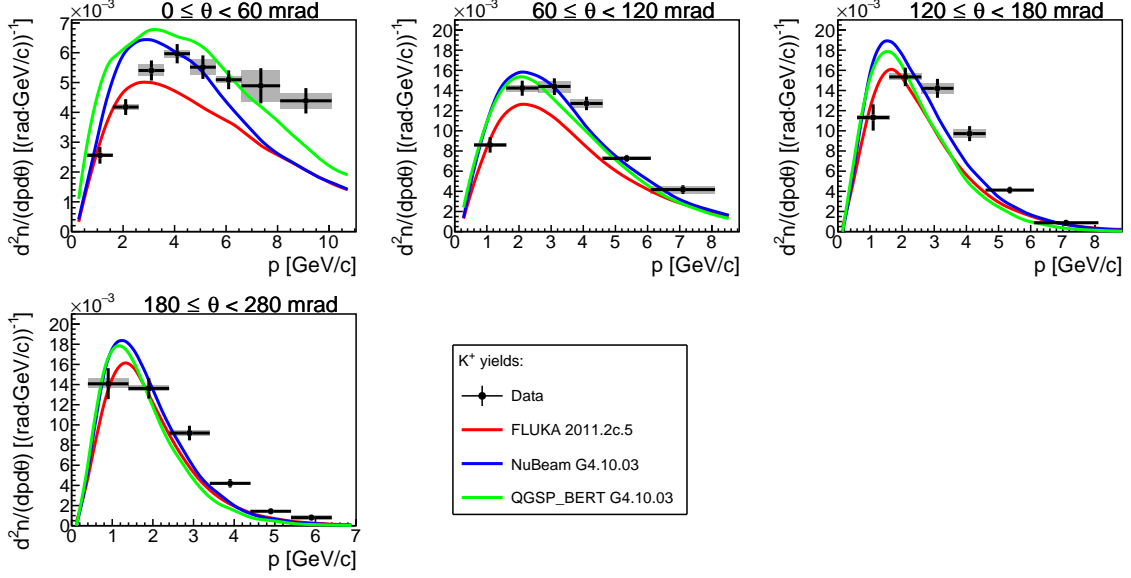 ×10⁻³ 0 ≤ θ < 60 mrad
d²n/(dpdθ) [(rad·GeV/c))⁻¹]
7
6
5
4
3
2
1
0
0 2 4 6 8 10
p [GeV/c]
×10⁻³ 60 ≤ θ < 120 mrad
d²n/(dpdθ) [(rad·GeV/c))⁻¹]
20
18
16
14
12
10
8
6
4
2
0
0 1 2 3 4 5 6 7 8
p [GeV/c]
×10⁻³ 120 ≤ θ < 180 mrad
d²n/(dpdθ) [(rad·GeV/c))⁻¹]
20
18
16
14
12
10
8
6
4
2
0
0 1 2 3 4 5 6 7 8
p [GeV/c]
×10⁻³ 180 ≤ θ < 280 mrad
d²n/(dpdθ) [(rad·GeV/c))⁻¹]
20
18
16
14
12
10
8
6
4
2
0
0 1 2 3 4 5 6 7
p [GeV/c]
K⁺ yields:
Data
FLUKA 2011.2c.5
NuBeam G4.10.03
QGSP_BERT G4.10.03